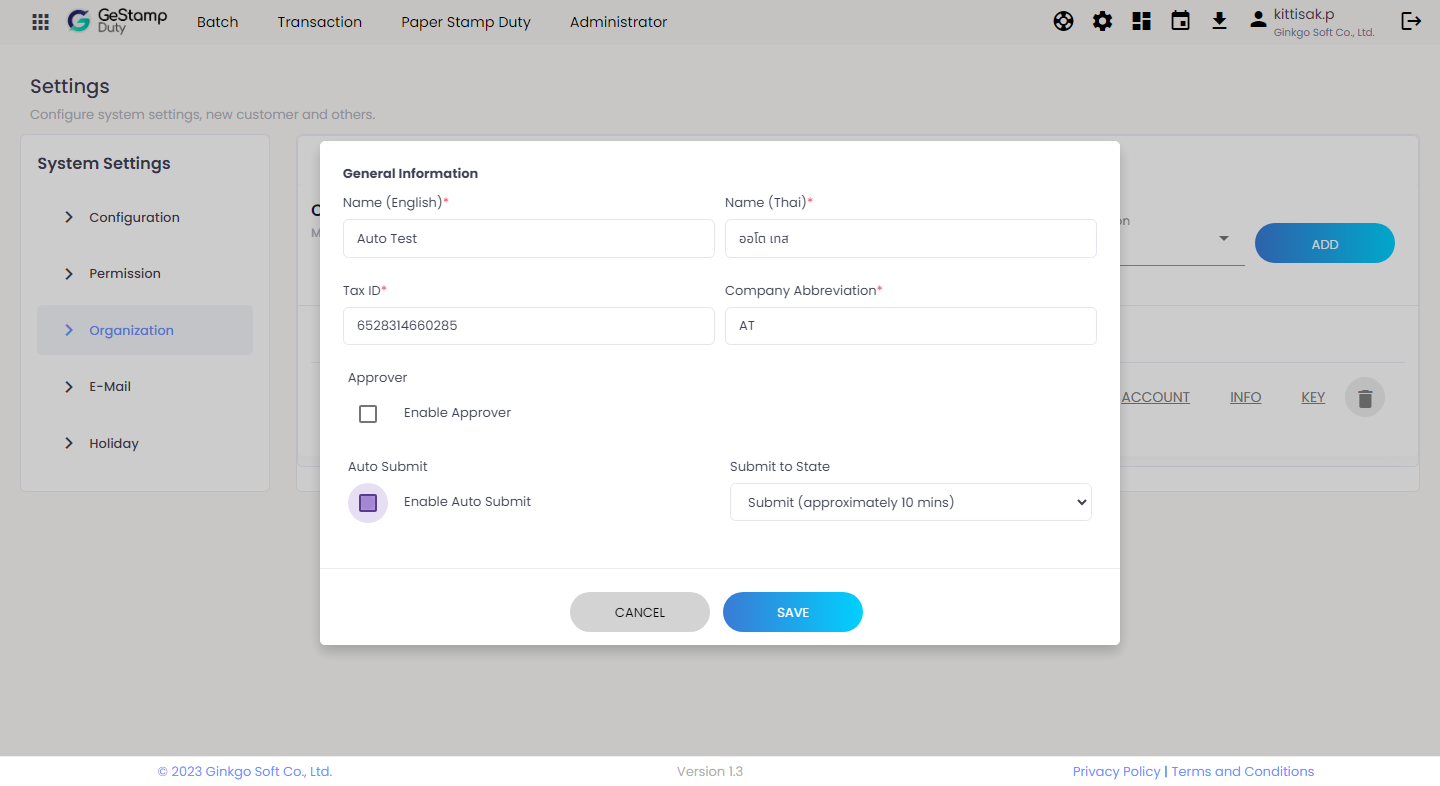 GeStamp
Duty
Batch
Transaction
Paper Stamp Duty
Administrator
kittisak.p
Ginkgo Soft Co., Ltd.
Settings
Configure system settings, new customer and others.
System Settings
Configuration
Permission
Organization
E-Mail
Holiday
General Information
Name (English)*
Name (Thai)*
Auto Test
ออโต เทส
Tax ID*
Company Abbreviation*
6528314660285
AT
Approver
Enable Approver
Auto Submit
Submit to State
Enable Auto Submit
Submit (approximately 10 mins)
CANCEL
SAVE
ADD
ACCOUNT
INFO
KEY
© 2023 Ginkgo Soft Co., Ltd.
Version 1.3
Privacy Policy | Terms and Conditions